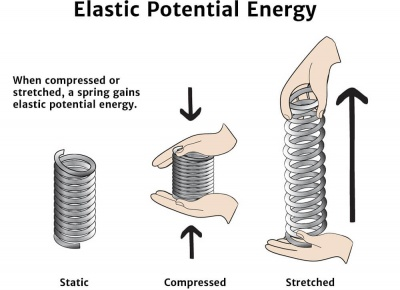 Elastic Potential Energy
When compressed or
stretched, a spring gains
elastic potential energy.
Static
Compressed
Stretched